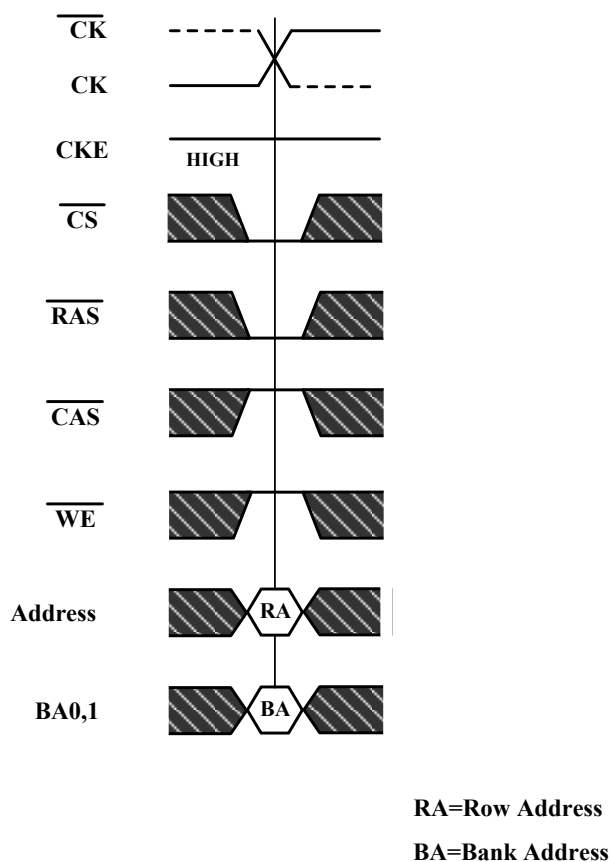 CK
CK
CKE
HIGH
CS
RAS
CAS
WE
Address
RA
BA0,1
BA
RA=Row Address
BA=Bank Address